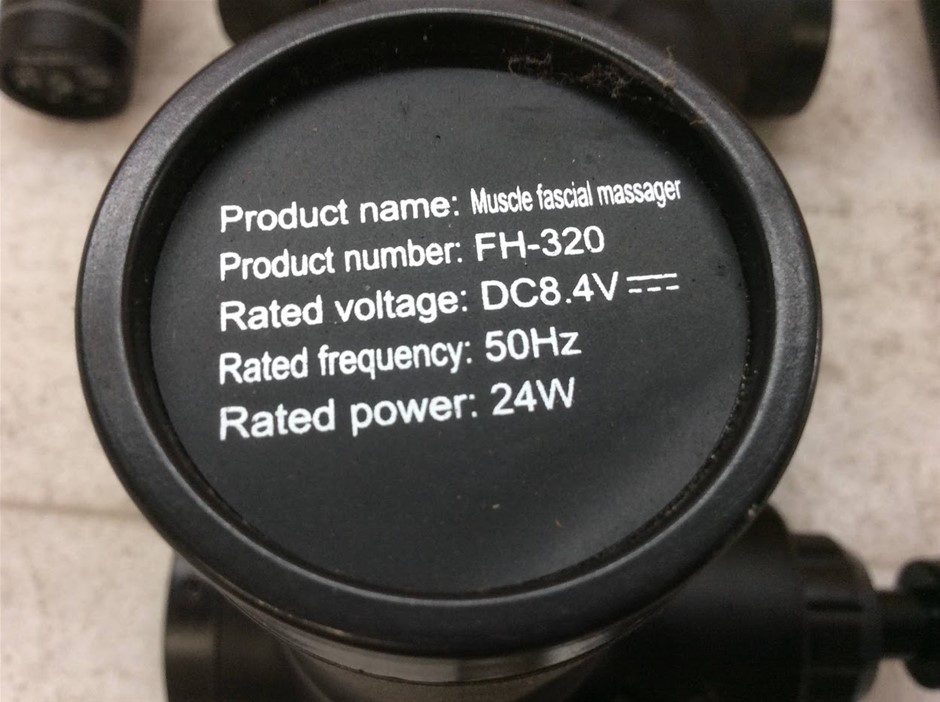 Product name: Muscle fascial massager
Product number: FH-320
Rated voltage: DC8.4V⎓
Rated frequency: 50Hz
Rated power: 24W